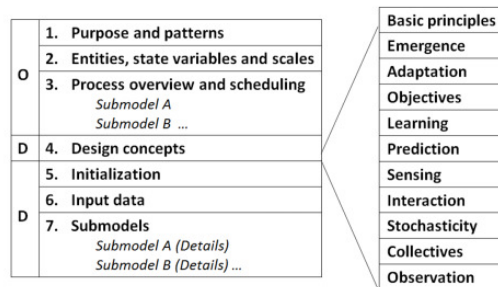 O
1. Purpose and patterns
2. Entities, state variables and scales
3. Process overview and scheduling
Submodel A
Submodel B ...
D
4. Design concepts
D
5. Initialization
6. Input data
7. Submodels
Submodel A (Details)
Submodel B (Details) ...
Basic principles
Emergence
Adaptation
Objectives
Learning
Prediction
Sensing
Interaction
Stochasticity
Collectives
Observation